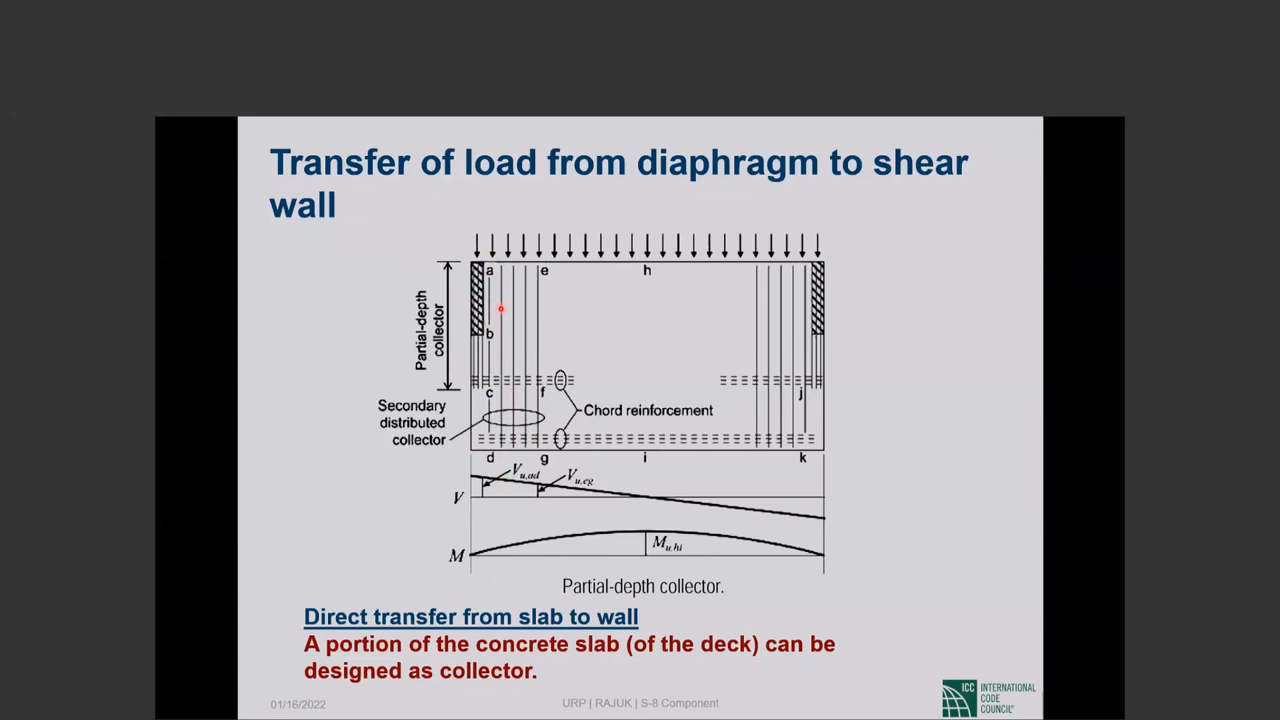 Transfer of load from diaphragm to shear
wall
a
e
h
Partial-depth
collector
b
c
f
j
Secondary
distributed
collector
Chord reinforcement
d
g
i
k
V
V u,ad
V u,eg
M
M u,hi
Partial-depth collector.
Direct transfer from slab to wall
A portion of the concrete slab (of the deck) can be
designed as collector.
01/16/2022
URP | RAJUK | S-8 Component
ICC
INTERNATIONAL
CODE
COUNCIL®